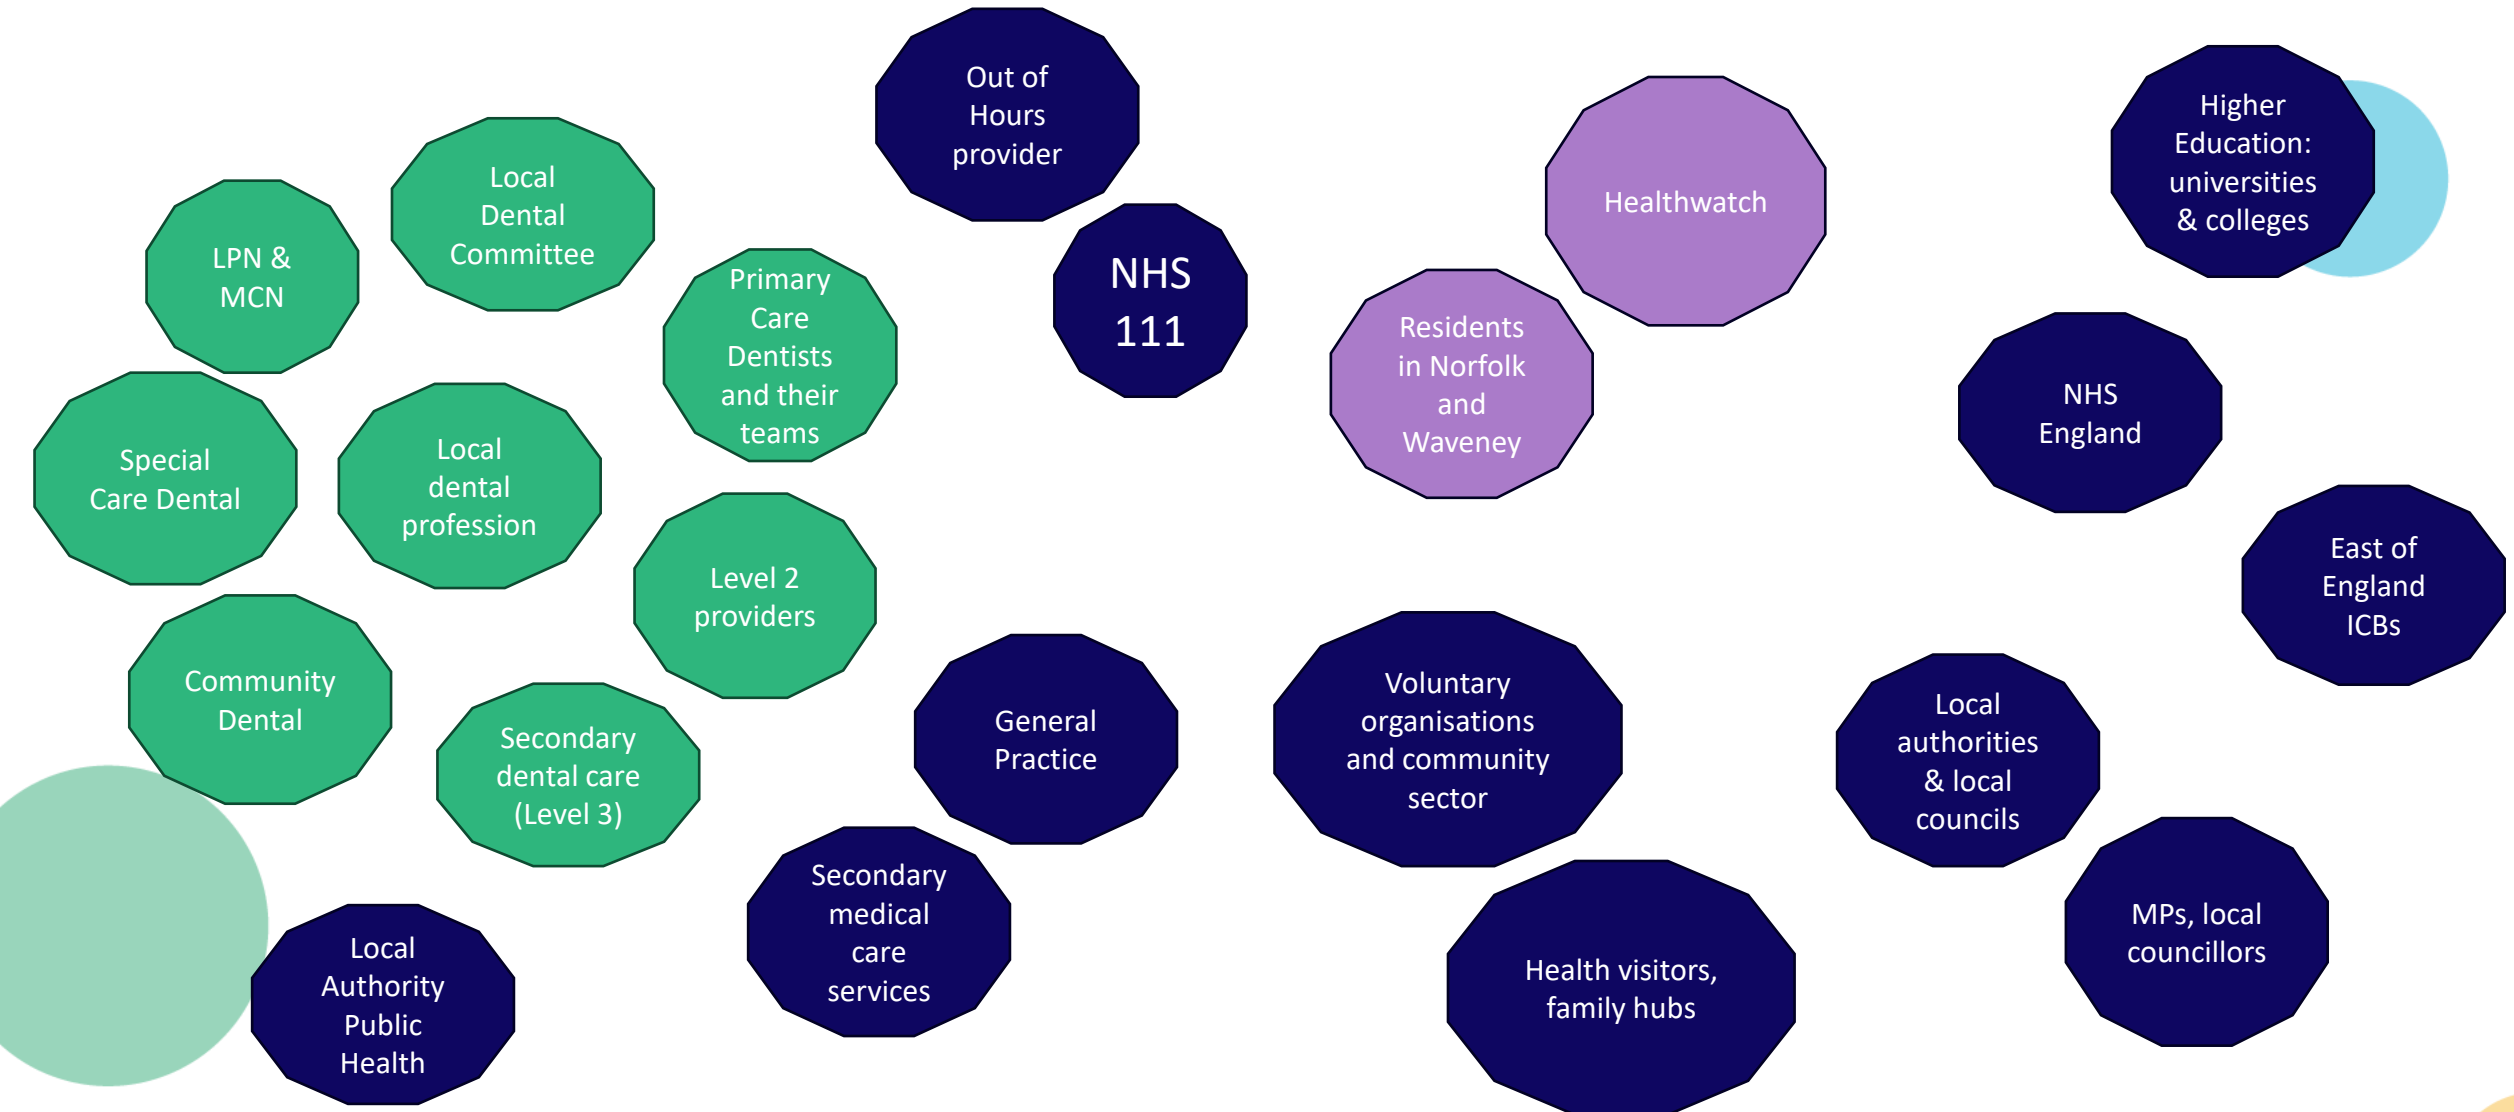 Out of
Hours
provider
Higher
Education:
universities
& colleges
Local
Dental
Committee
Healthwatch
LPN &
MCN
Primary
Care
Dentists
and their
teams
NHS
111
Residents
in Norfolk
and
Waveney
NHS
England
Special
Care Dental
Local
dental
profession
East of
England
ICBs
Level 2
providers
Community
Dental
Secondary
dental care
(Level 3)
General
Practice
Voluntary
organisations
and community
sector
Local
authorities
& local
councils
Secondary
medical
care
services
MPs, local
councillors
Local
Authority
Public
Health
Health visitors,
family hubs